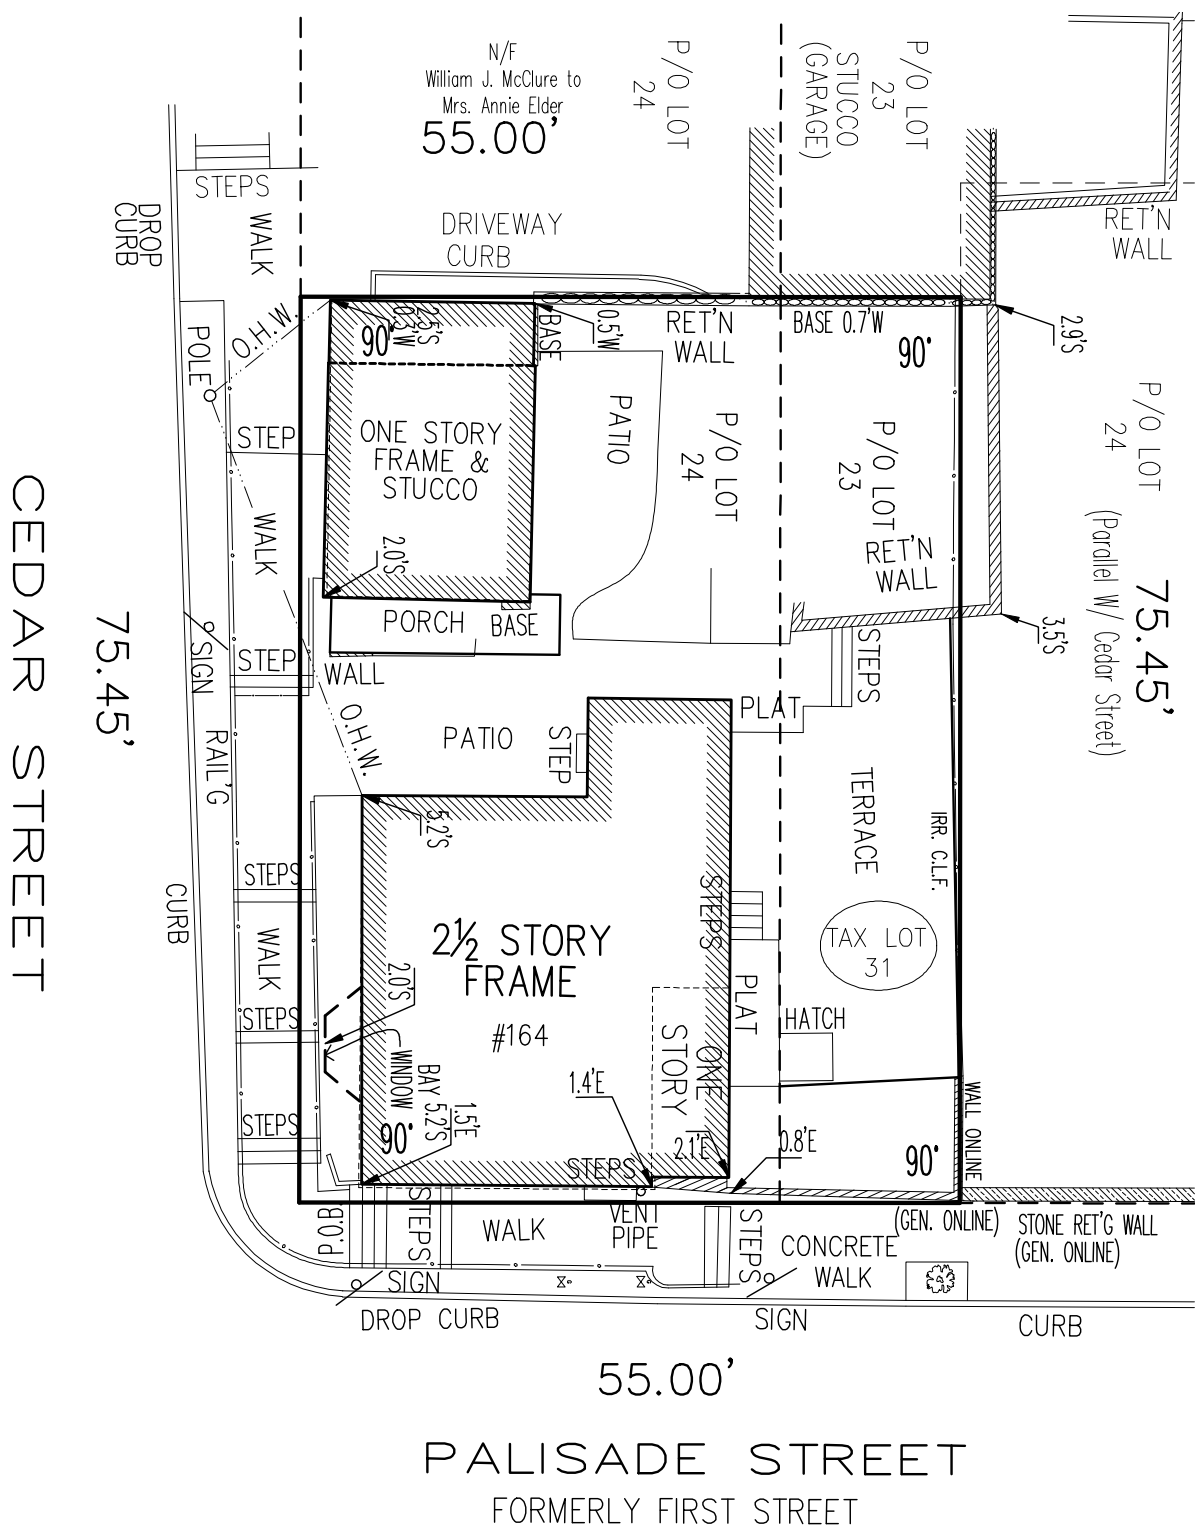 N/F
William J. McClure to
Mrs. Annie Elder
55.00'
P/O LOT
24
STUCCO
(GARAGE)
P/O LOT
23
STEPS
DROP
CURB
WALK
DRIVEWAY
CURB
RET'N
WALL
POLE
O.H.W.
2.5'S
0.3'W
90°
BASE
0.5'W
RET'N
WALL
BASE 0.7'W
90°
2.9'S
STEP
ONE STORY
FRAME &
STUCCO
PATIO
P/O LOT
24
P/O LOT
23
P/O LOT
24
(Parallel W/ Cedar Street)
75.45'
WALK
2.0'S
RET'N
WALL
CEDAR STREET
75.45'
SIGN
STEP
PORCH
BASE
WALL
STEPS
3.5'S
RAIL'G
O.H.W.
PATIO
STEP
PLAT
TERRACE
IRR. C.L.F.
5.2'S
CURB
STEPS
WALK
2½ STORY
FRAME
#164
STEPS
TAX LOT
31
2.0'S
STEPS
PLAT
HATCH
BAY
WINDOW
5.2'S
ONE
STORY
1.4'E
1.5'E
90°
STEPS
STEPS
2.1'E
0.8'E
90°
WALL ONLINE
P.O.B.
STEPS
WALK
VENT
PIPE
STEPS
(GEN. ONLINE)
STONE RET'G WALL
(GEN. ONLINE)
CONCRETE
WALK
SIGN
DROP CURB
SIGN
CURB
55.00'
PALISADE STREET
FORMERLY FIRST STREET